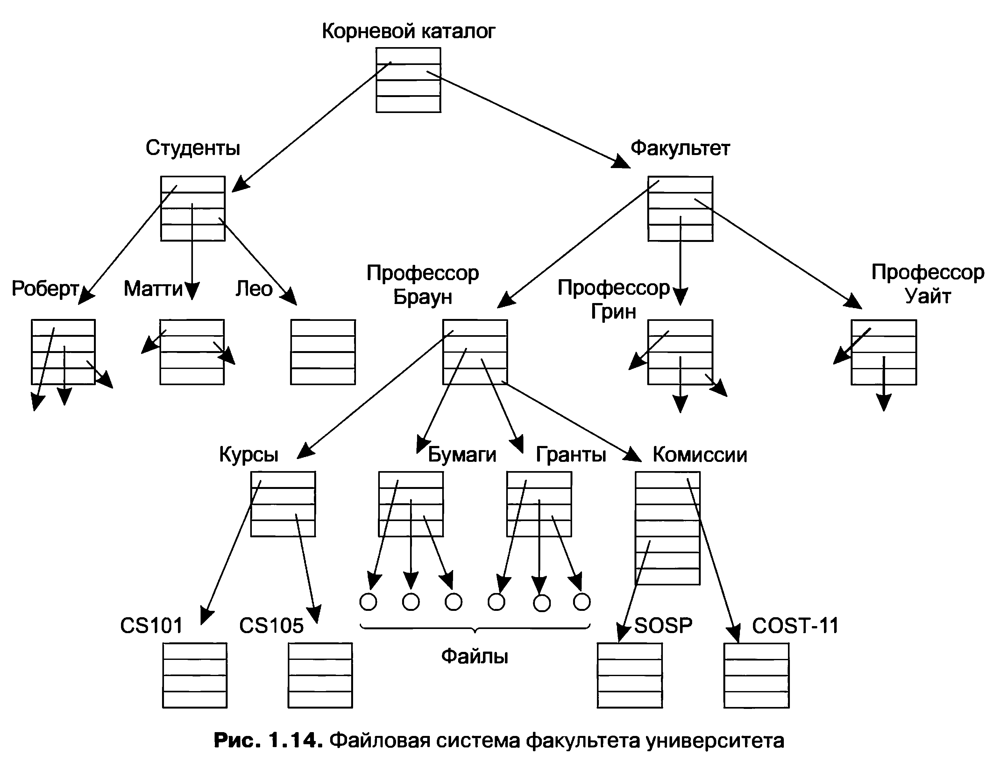 Корневой каталог
Студенты
Факультет
Роберт
Матти
Лео
Профессор
Браун
Профессор
Грин
Профессор
Уайт
Курсы
Бумаги
Гранты
Комиссии
CS101
CS105
Файлы
SOSP
COST-11
Рис. 1.14. Файловая система факультета университета